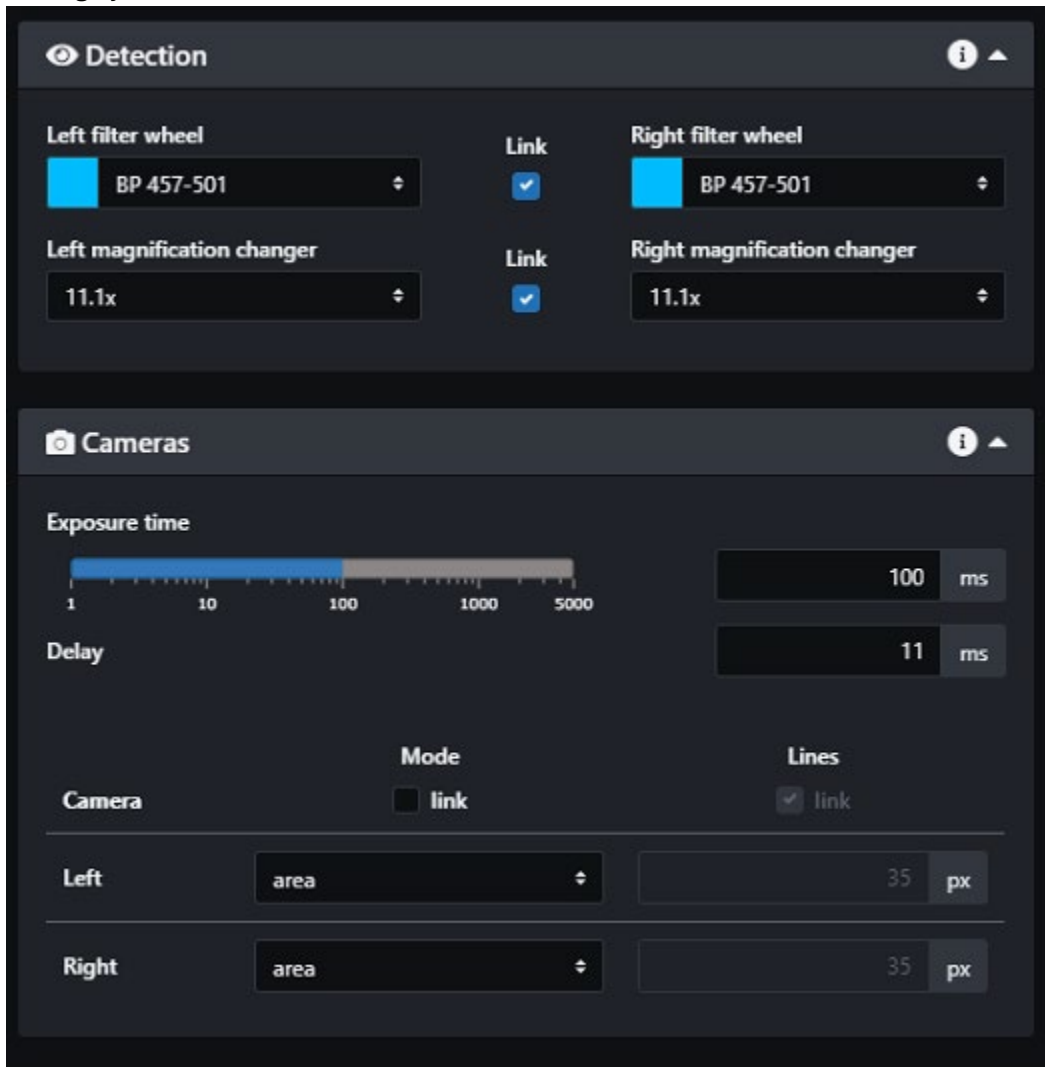 Detection
Left filter wheel Link Right filter wheel
BP 457-501 BP 457-501
Left magnification changer Link Right magnification changer
11.1x 11.1x
Cameras
Exposure time
100 ms
1 10 100 1000 5000
Delay 11 ms
Mode Lines
Camera link link
Left area 35 px
Right area 35 px